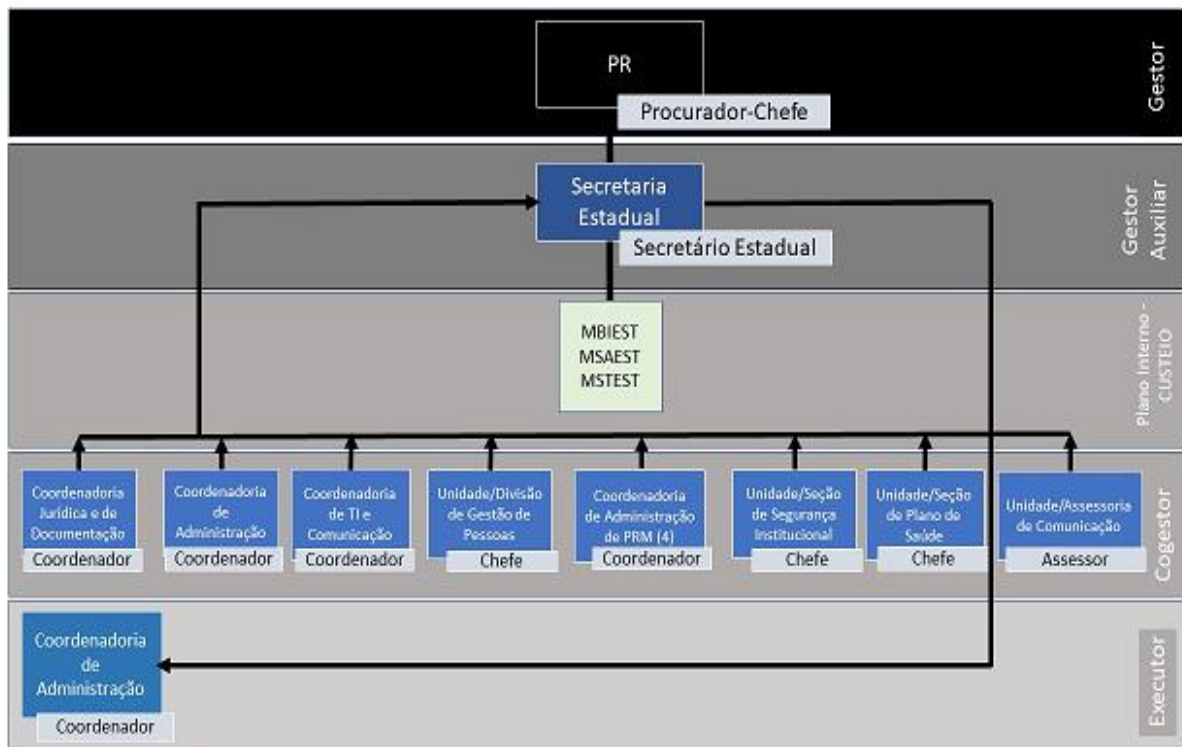 PR
Procurador-Chefe
Gestor
Secretaria
Estadual
Secretário Estadual
Gestor
Auxiliar
MBIEST
MSAEST
MSTEST
Plano Interno -
CUSTEIO
Coordenadoria
Jurídica e de
Documentação
Coordenador
Coordenadoria
de
Administração
Coordenador
Coordenadoria
de TI e
Comunicação
Coordenador
Unidade/Divisão
de Gestão de
Pessoas
Chefe
Coordenadoria
de Administração
de PRM (4)
Coordenador
Unidade/Seção
de Segurança
Institucional
Chefe
Unidade/Seção
de Plano de
Saúde
Chefe
Unidade/Assessoria
de Comunicação
Assessor
Cogestor
Coordenadoria
de
Administração
Coordenador
Executor